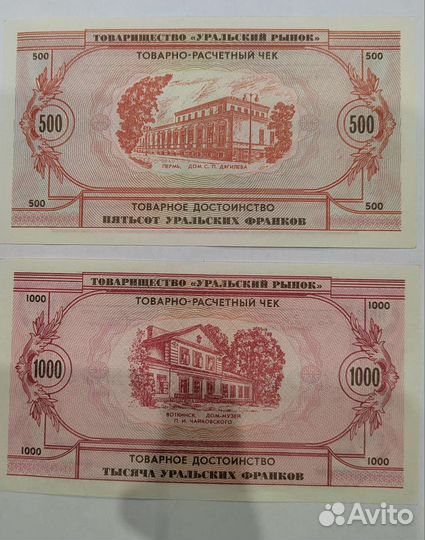 ТОВАРИЩЕСТВО «УРАЛЬСКИЙ РЫНОК»
ТОВАРНО-РАСЧЕТНЫЙ ЧЕК
500 500
500 500
ПЕРМЬ, ДОМ С. П. ДЯГИЛЕВА
500 500
ТОВАРНОЕ ДОСТОИНСТВО
ПЯТЬСОТ УРАЛЬСКИХ ФРАНКОВ
ТОВАРИЩЕСТВО «УРАЛЬСКИЙ РЫНОК»
ТОВАРНО-РАСЧЕТНЫЙ ЧЕК
1000 1000
1000 1000
ВОТКИНСК. ДОМ-МУЗЕЙ
П. И. ЧАЙКОВСКОГО
1000 1000
ТОВАРНОЕ ДОСТОИНСТВО
ТЫСЯЧА УРАЛЬСКИХ ФРАНКОВ
Avito